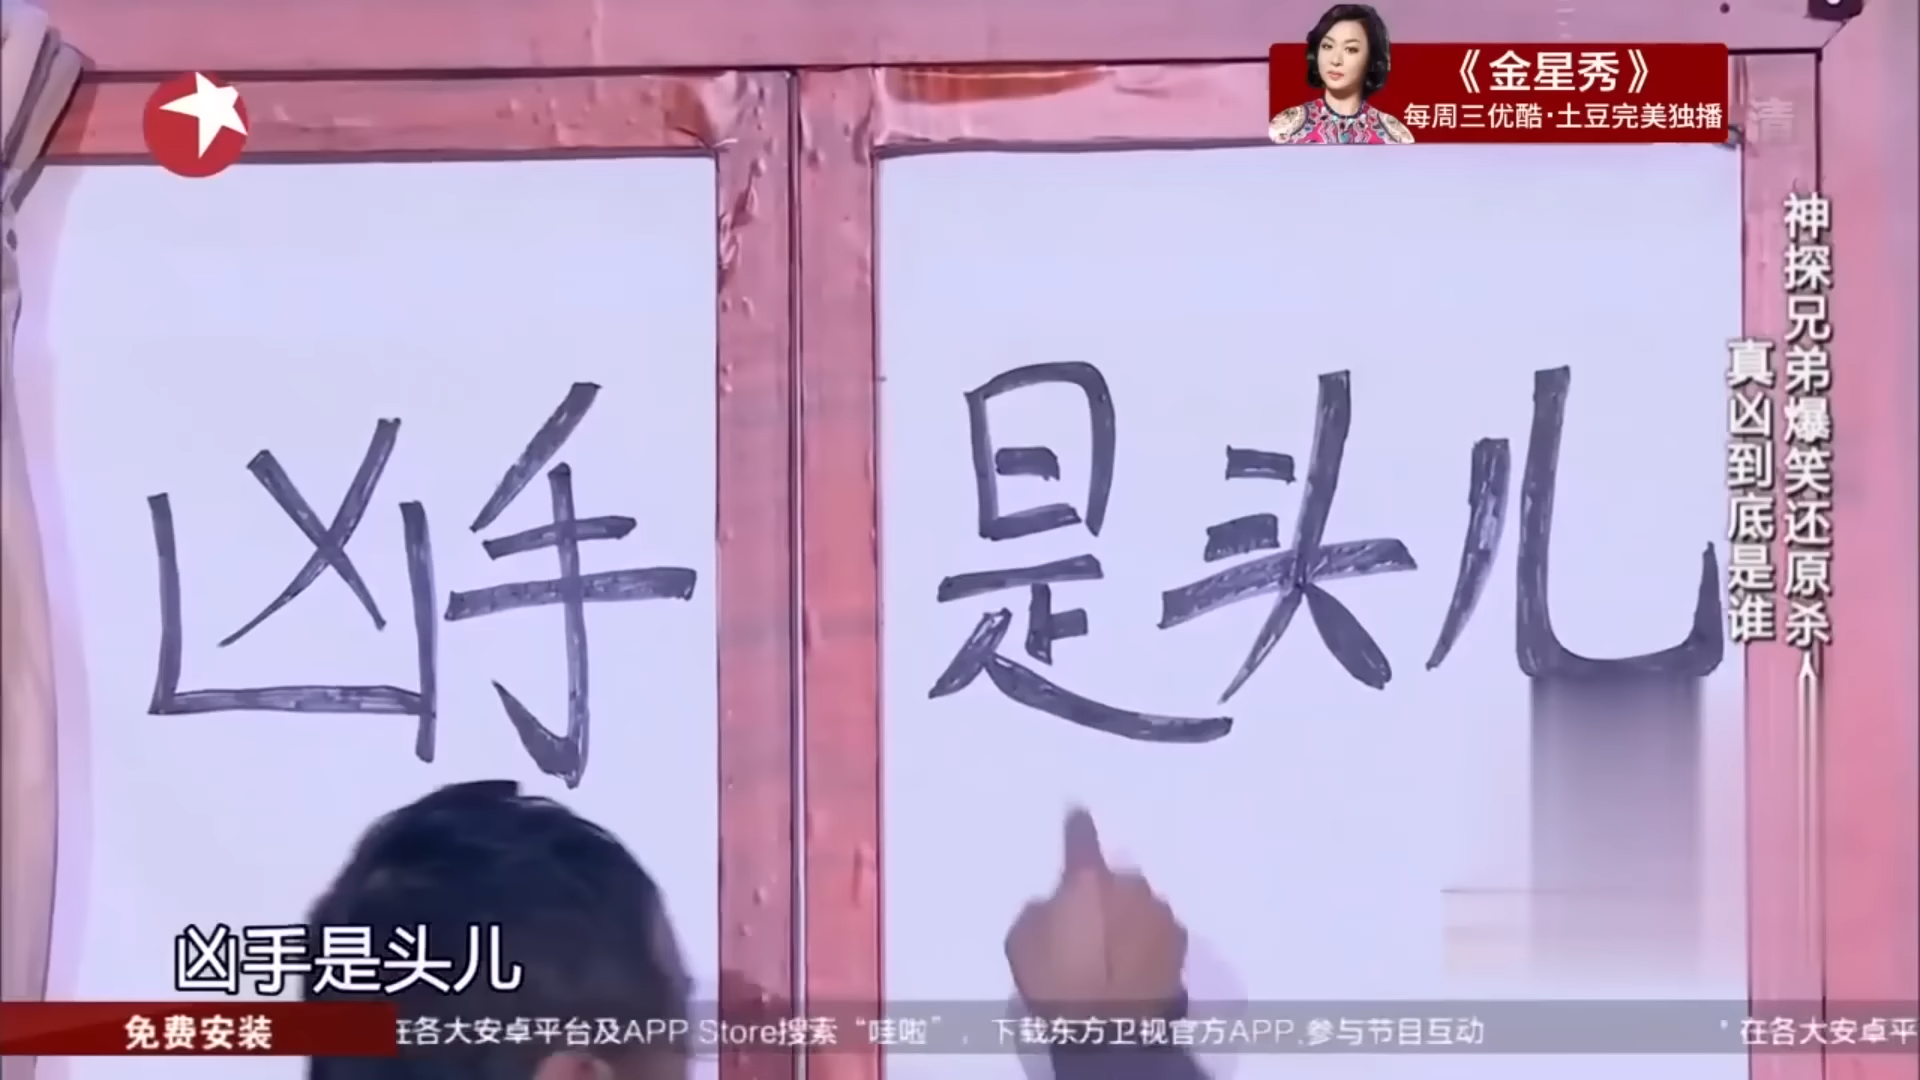 《金星秀》
每周三优酷·土豆完美独播
清
神探兄弟爆笑还原杀人
真凶到底是谁
凶手
是头儿
凶手是头儿
免费安装
在各大安卓平台及APP Store搜索“哇啦”，下载东方卫视官方APP,参与节目互动
在各大安卓平